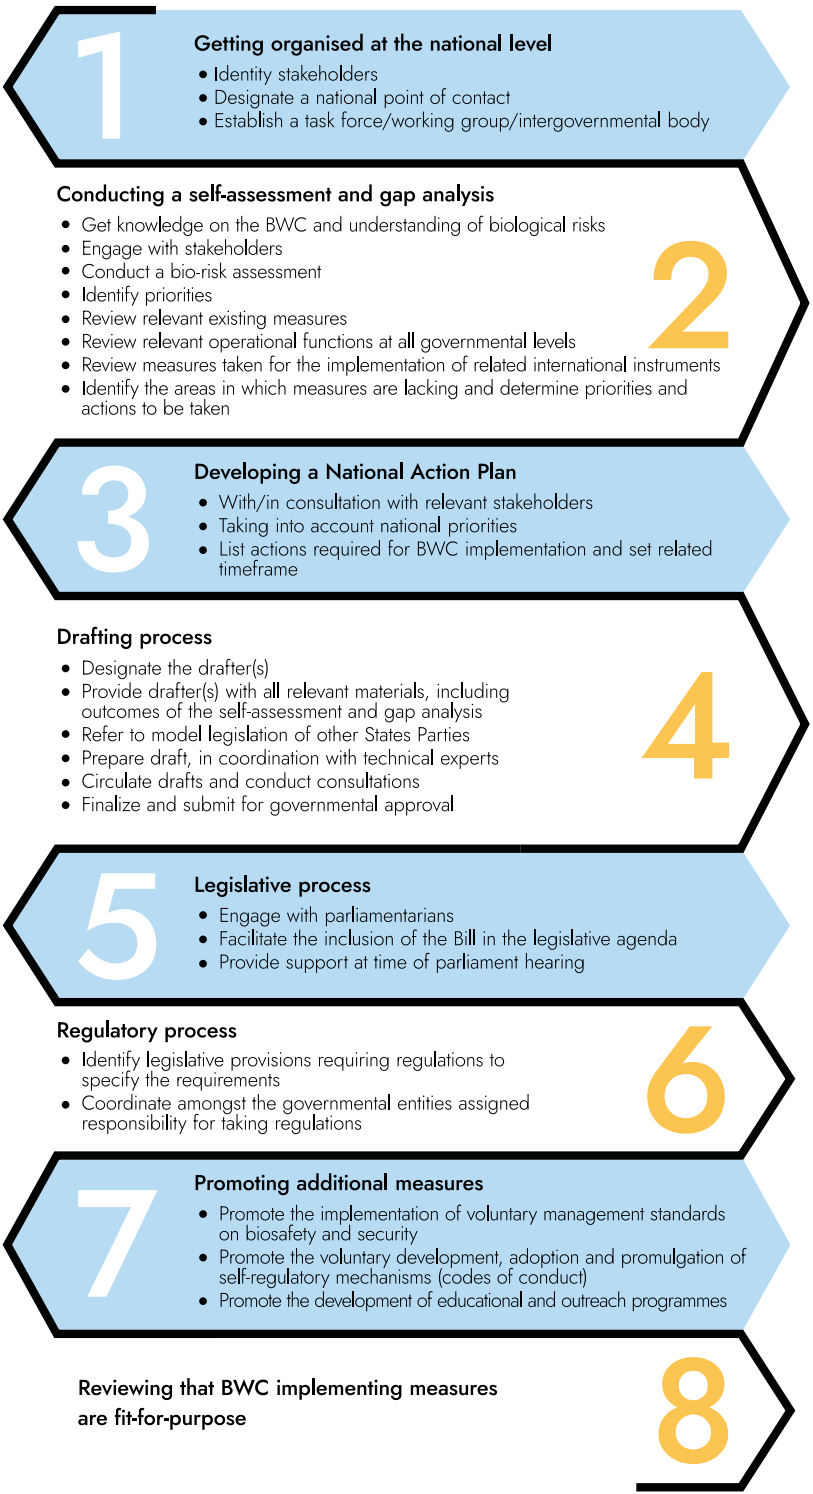 1
Getting organised at the national level
• Identity stakeholders
• Designate a national point of contact
• Establish a task force/working group/intergovernmental body
Conducting a self-assessment and gap analysis
• Get knowledge on the BWC and understanding of biological risks
• Engage with stakeholders
• Conduct a bio-risk assessment
• Identify priorities
• Review relevant existing measures
• Review relevant operational functions at all governmental levels
• Review measures taken for the implementation of related international instruments
• Identify the areas in which measures are lacking and determine priorities and
actions to be taken
2
3
Developing a National Action Plan
• With/in consultation with relevant stakeholders
• Taking into account national priorities
• List actions required for BWC implementation and set related
timeframe
Drafting process
• Designate the drafter(s)
• Provide drafter(s) with all relevant materials, including
outcomes of the self-assessment and gap analysis
• Refer to model legislation of other States Parties
• Prepare draft, in coordination with technical experts
• Circulate drafts and conduct consultations
• Finalize and submit for governmental approval
4
5
Legislative process
• Engage with parliamentarians
• Facilitate the inclusion of the Bill in the legislative agenda
• Provide support at time of parliament hearing
Regulatory process
• Identify legislative provisions requiring regulations to
specify the requirements
• Coordinate amongst the governmental entities assigned
responsibility for taking regulations
6
7
Promoting additional measures
• Promote the implementation of voluntary management standards
on biosafety and security
• Promote the voluntary development, adoption and promulgation of
self-regulatory mechanisms (codes of conduct)
• Promote the development of educational and outreach programmes
Reviewing that BWC implementing measures
are fit-for-purpose
8